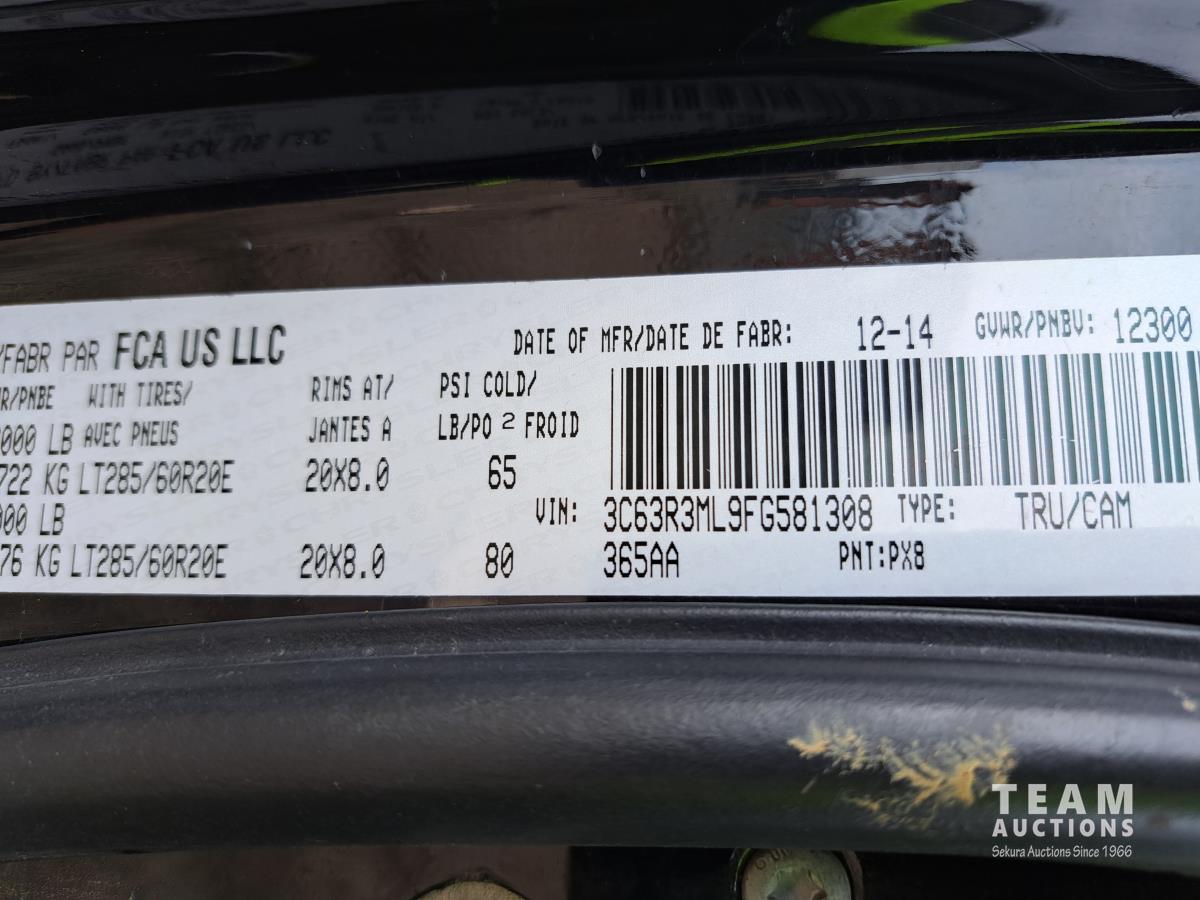 /FABR PAR FCA US LLC DATE OF MFR/DATE DE FABR: 12-14 GVWR/PNBV: 12300
R/PNBE WITH TIRES/ RIMS AT/ PSI COLD/
000 LB AVEC PNEUS JANTES A LB/PO 2 FROID
722 KG LT285/60R20E 20X8.0 65
000 LB VIN: 3C63R3ML9FG581308 TYPE: TRU/CAM
76 KG LT285/60R20E 20X8.0 80 365AA PNT:PX8
TEAM
AUCTIONS
Sekura Auctions Since 1966